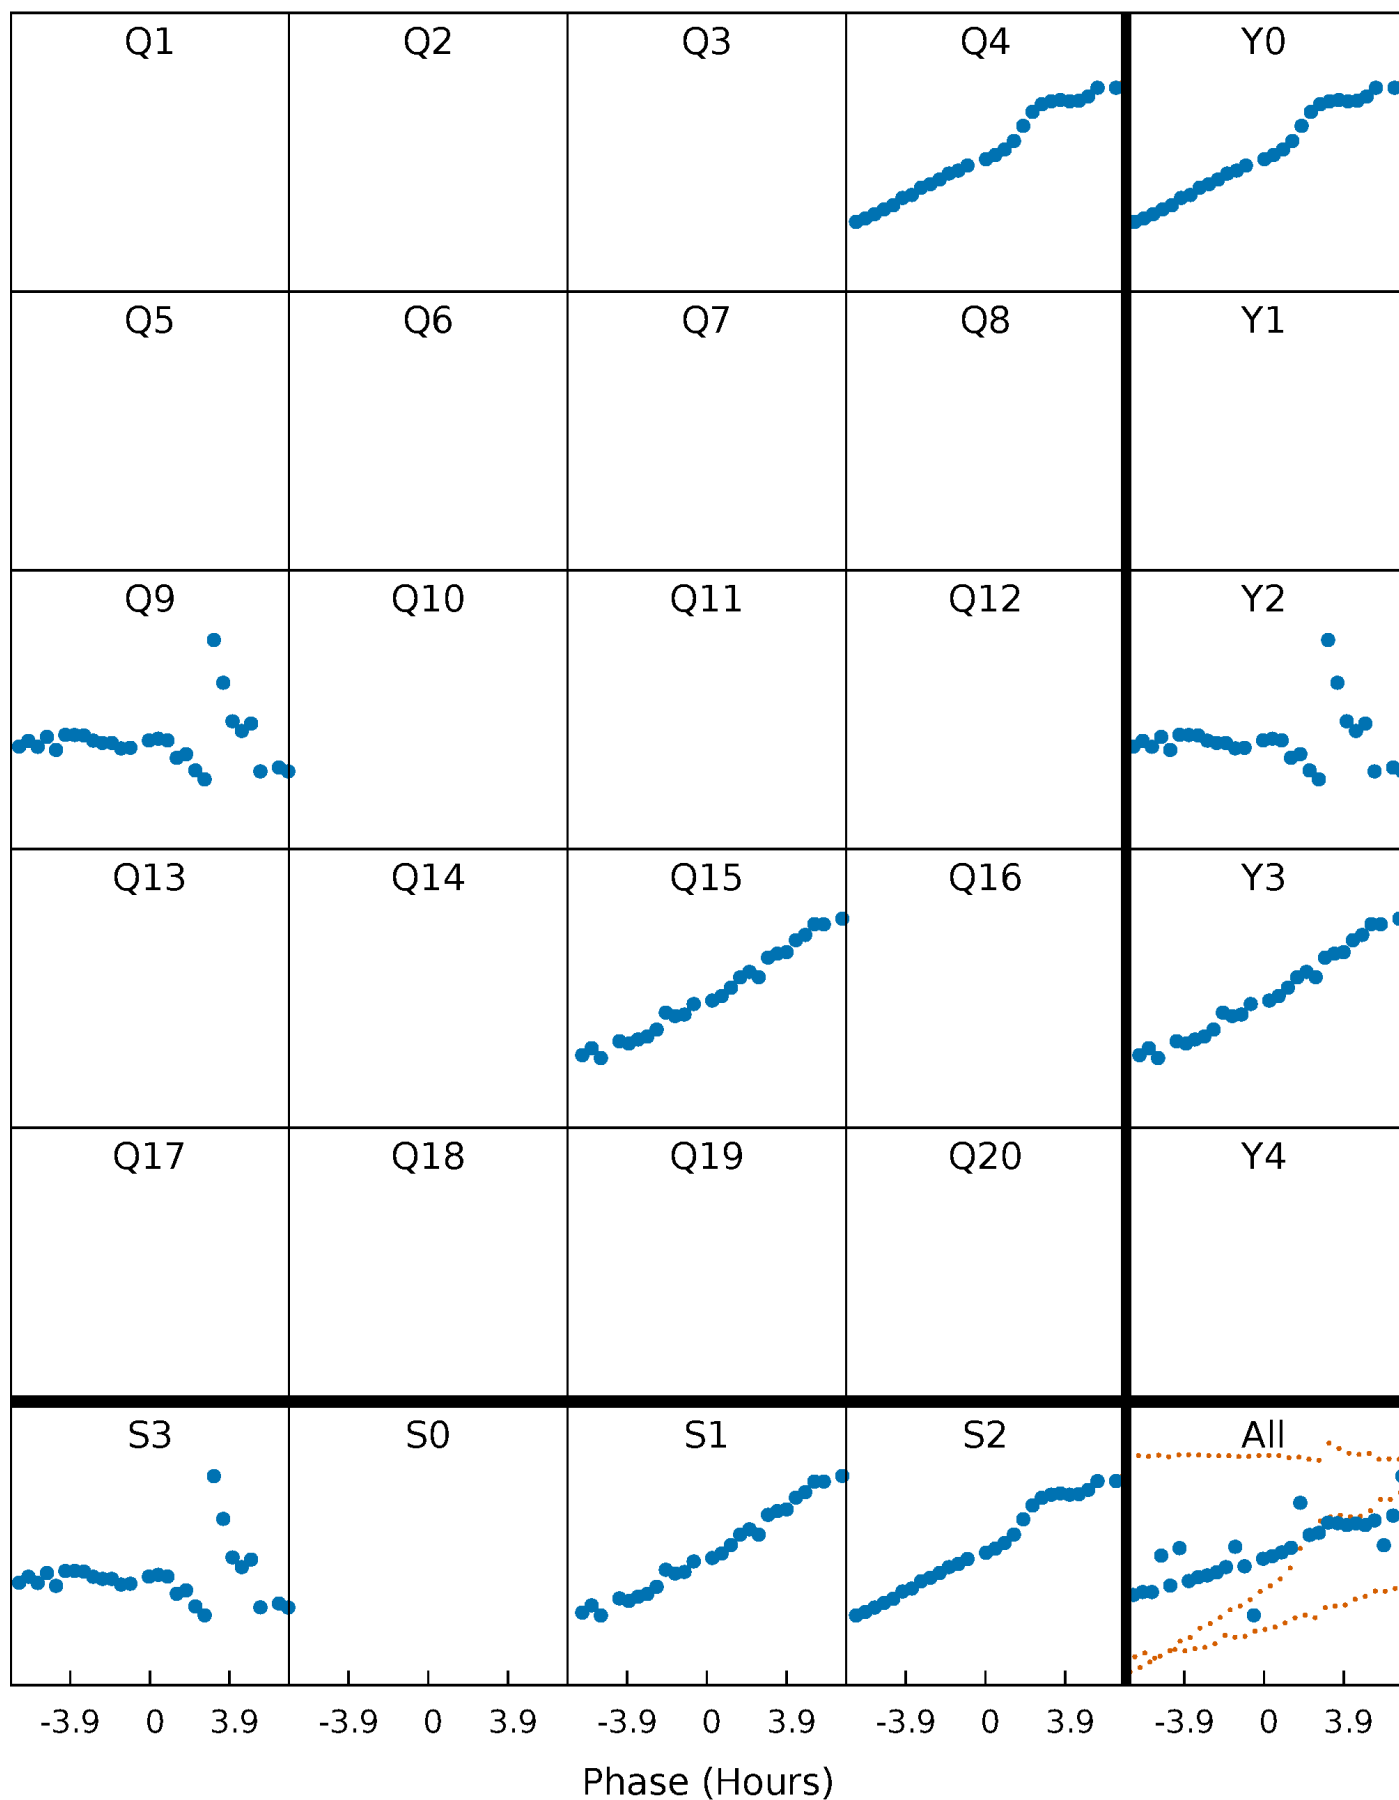 Q1 Q2 Q3 Q4 Y0
Q5 Q6 Q7 Q8 Y1
Q9 Q10 Q11 Q12 Y2
Q13 Q14 Q15 Q16 Y3
Q17 Q18 Q19 Q20 Y4
S3 S0 S1 S2 All
-3.9 0 3.9 -3.9 0 3.9 -3.9 0 3.9 -3.9 0 3.9 -3.9 0 3.9
Phase (Hours)